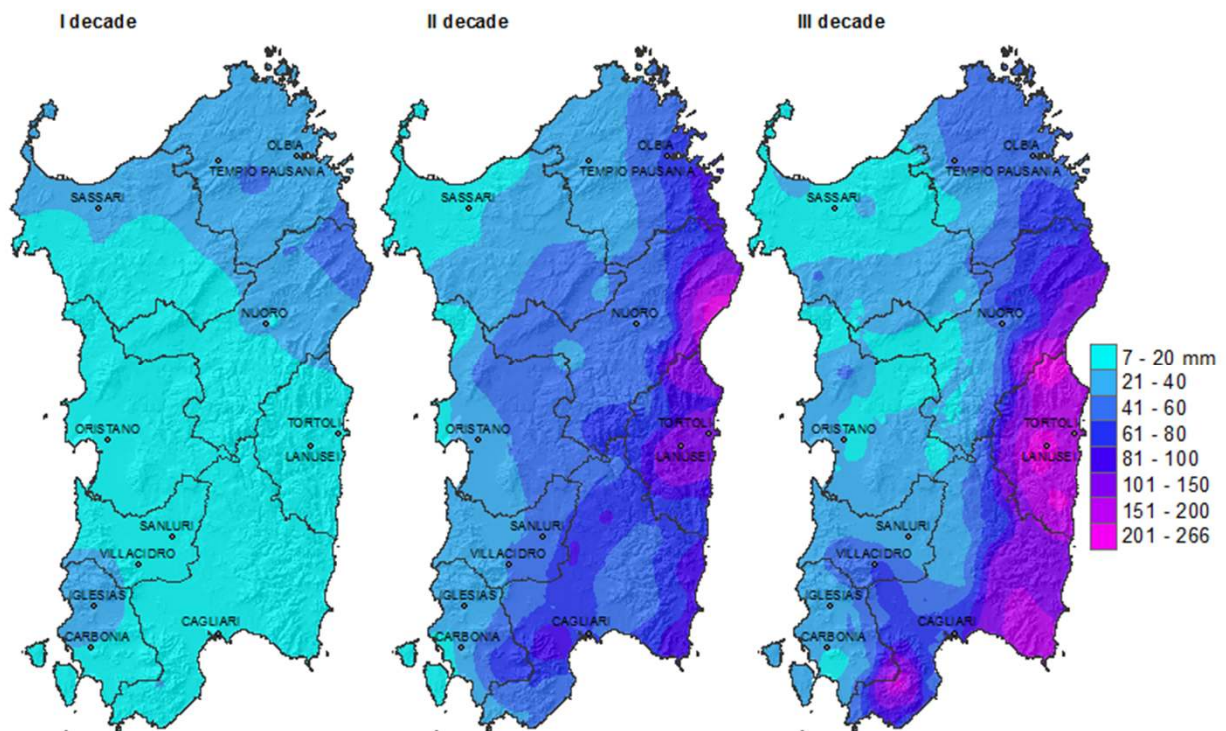 I decade
II decade
III decade
OLBIA
TEMPIO PAUSANIA
SASSARI
NUORO
ORISTANO
TORTOLI
LANUSEI
SANLURI
VILLACIDRO
IGLESIAS
CARBONIA
CAGLIARI
OLBIA
TEMPIO PAUSANIA
SASSARI
NUORO
ORISTANO
TORTOLI
LANUSEI
SANLURI
VILLACIDRO
IGLESIAS
CARBONIA
CAGLIARI
OLBIA
TEMPIO PAUSANIA
SASSARI
NUORO
ORISTANO
TORTOLI
LANUSEI
SANLURI
VILLACIDRO
IGLESIAS
CARBONIA
CAGLIARI
7 - 20 mm
21 - 40
41 - 60
61 - 80
81 - 100
101 - 150
151 - 200
201 - 266